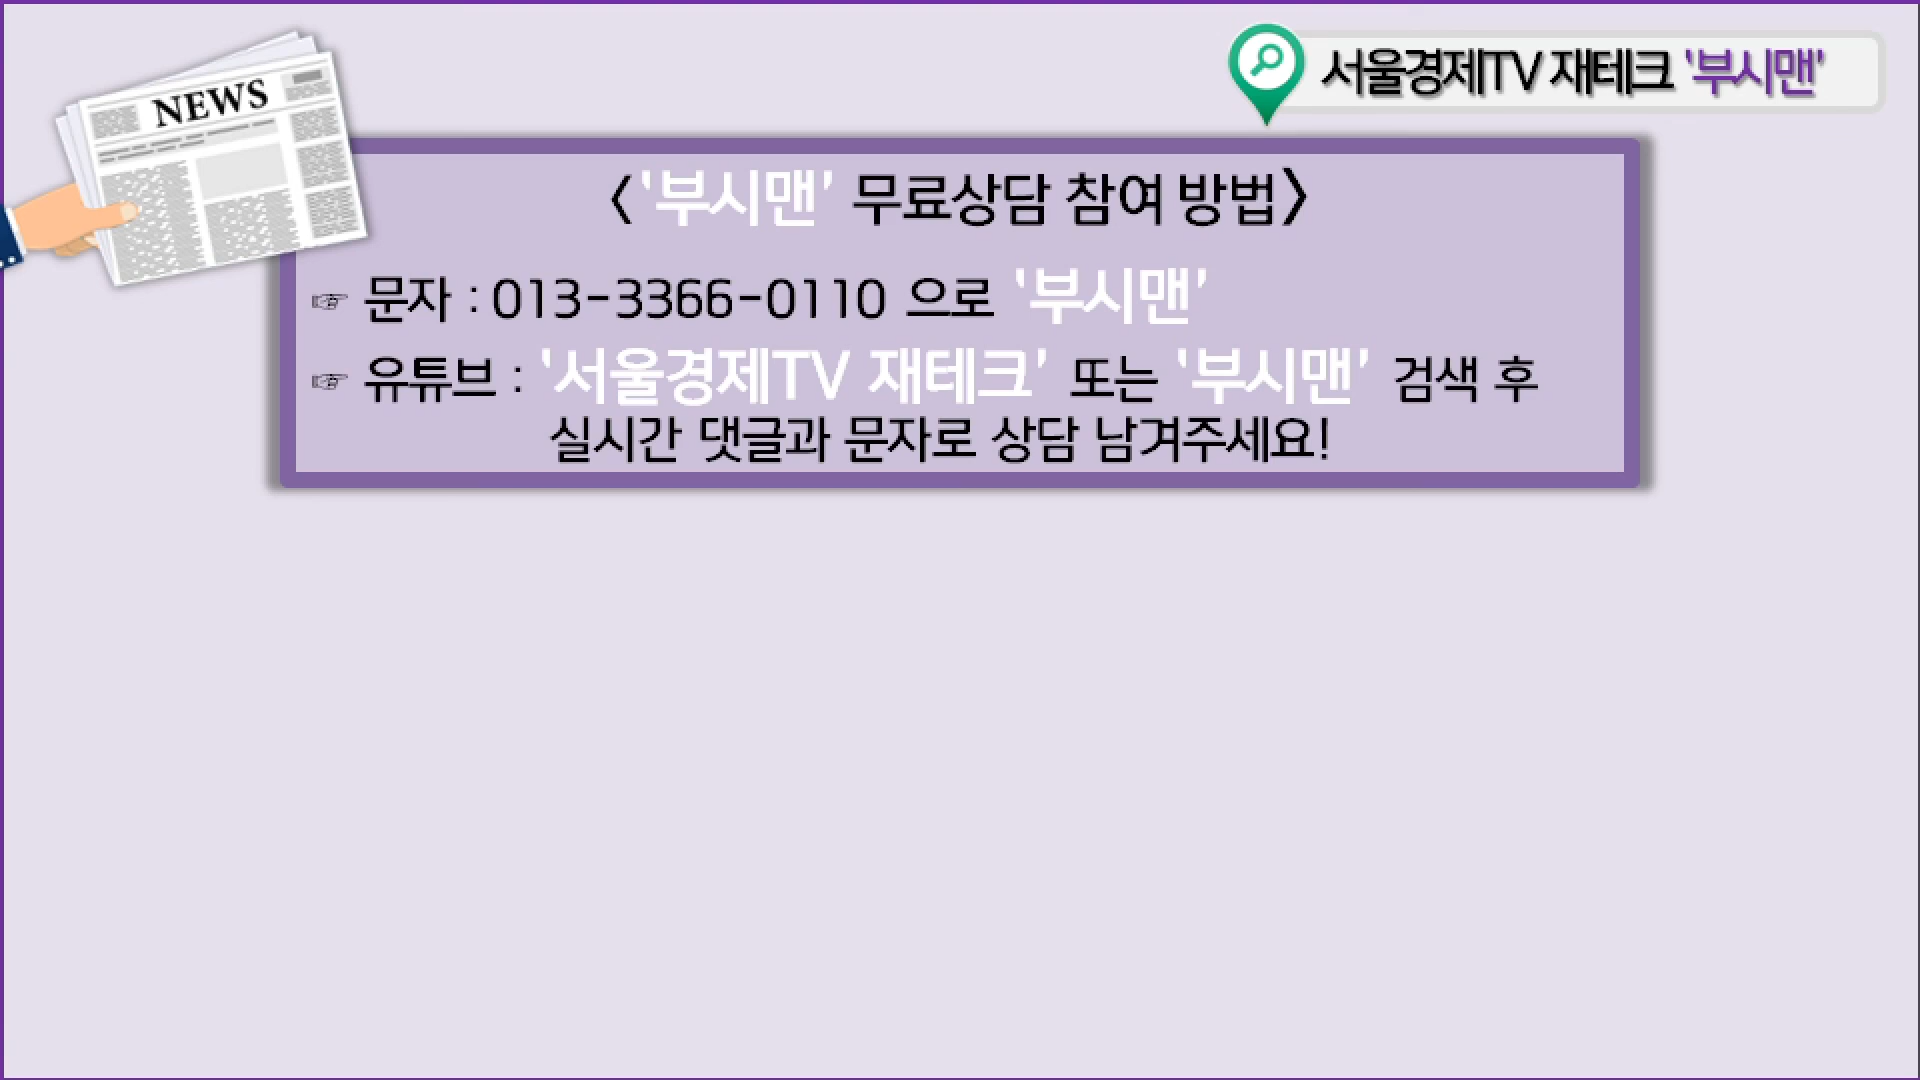 NEWS
서울경제TV 재테크 '부시맨'
<'부시맨' 무료상담 참여 방법>
☞ 문자 : 013-3366-0110 으로 '부시맨'
☞ 유튜브 : '서울경제TV 재테크' 또는 '부시맨' 검색 후
실시간 댓글과 문자로 상담 남겨주세요!